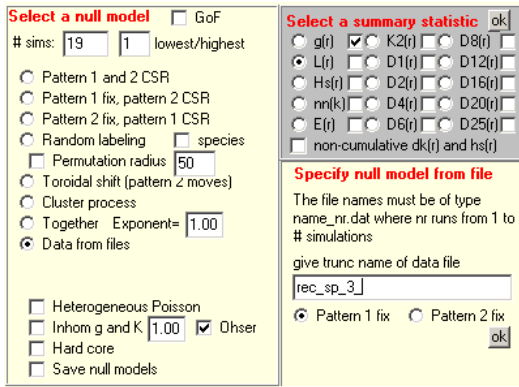 Select a null model GoF
# sims: 19 1 lowest/highest
Pattern 1 and 2 CSR
Pattern 1 fix, pattern 2 CSR
Pattern 2 fix, pattern 1 CSR
Random labeling species
Permutation radius 50
Toroidal shift (pattern 2 moves)
Cluster process
Together Exponent= 1.00
Data from files
Heterogeneous Poisson
Inhom g and K 1.00 Ohser
Hard core
Save null models
Select a summary statistic ok
g(r) K2(r) D8(r)
L(r) D1(r) D12(r)
Hs(r) D2(r) D16(r)
nn(k) D4(r) D20(r)
E(r) D6(r) D25(r)
non-cumulative dk(r) and hs(r)
Specify null model from file
The file names must be of type
name_nr.dat where nr runs from 1 to
# simulations
give trunc name of data file
rec_sp_3_
Pattern 1 fix Pattern 2 fix
ok